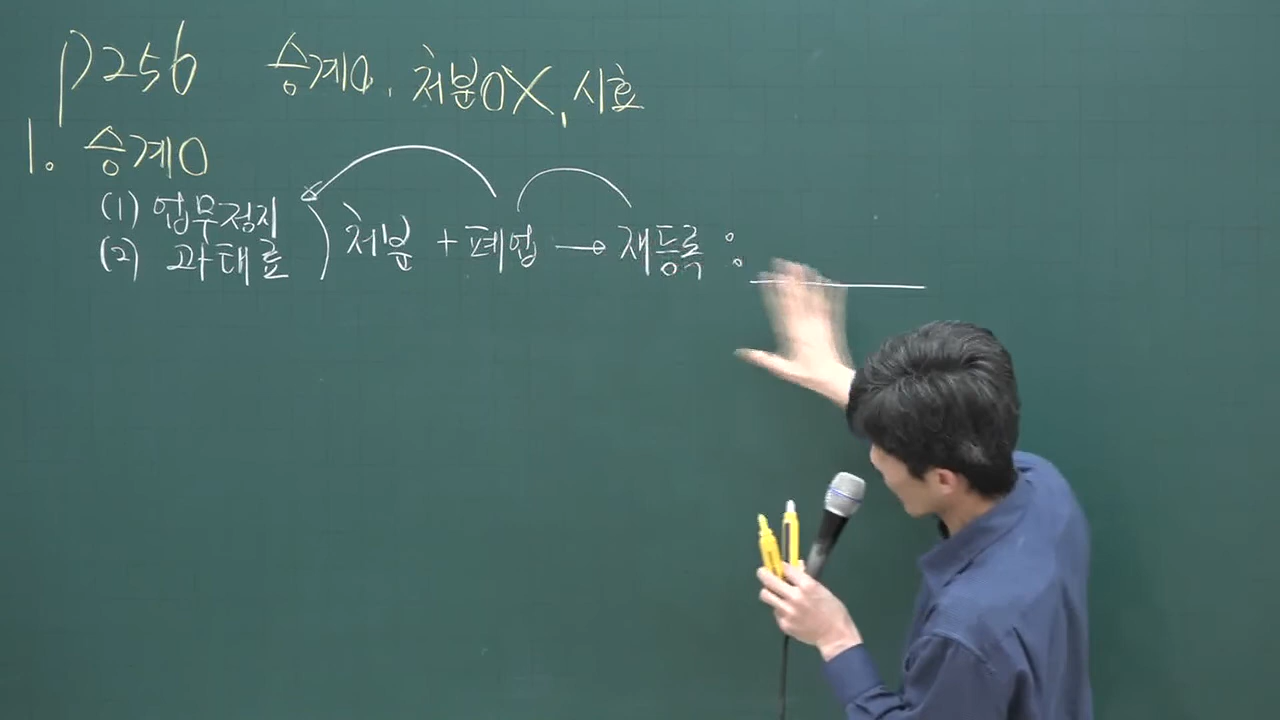 p256 승계O, 처분OX, 시효
1. 승계O
(1) 업무정지
(2) 과태료
) 처분 + 폐업 → 재등록 :